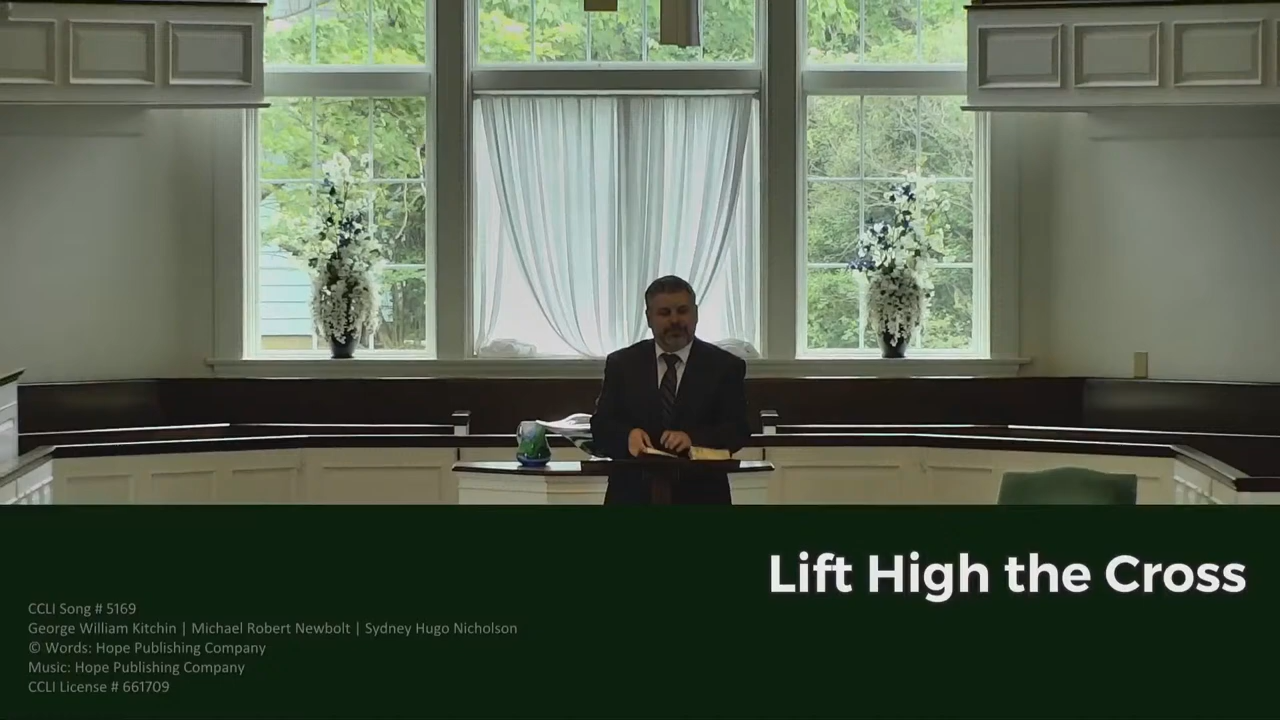 Lift High the Cross
CCLI Song # 5169
George William Kitchin | Michael Robert Newbolt | Sydney Hugo Nicholson
© Words: Hope Publishing Company
Music: Hope Publishing Company
CCLI License # 661709